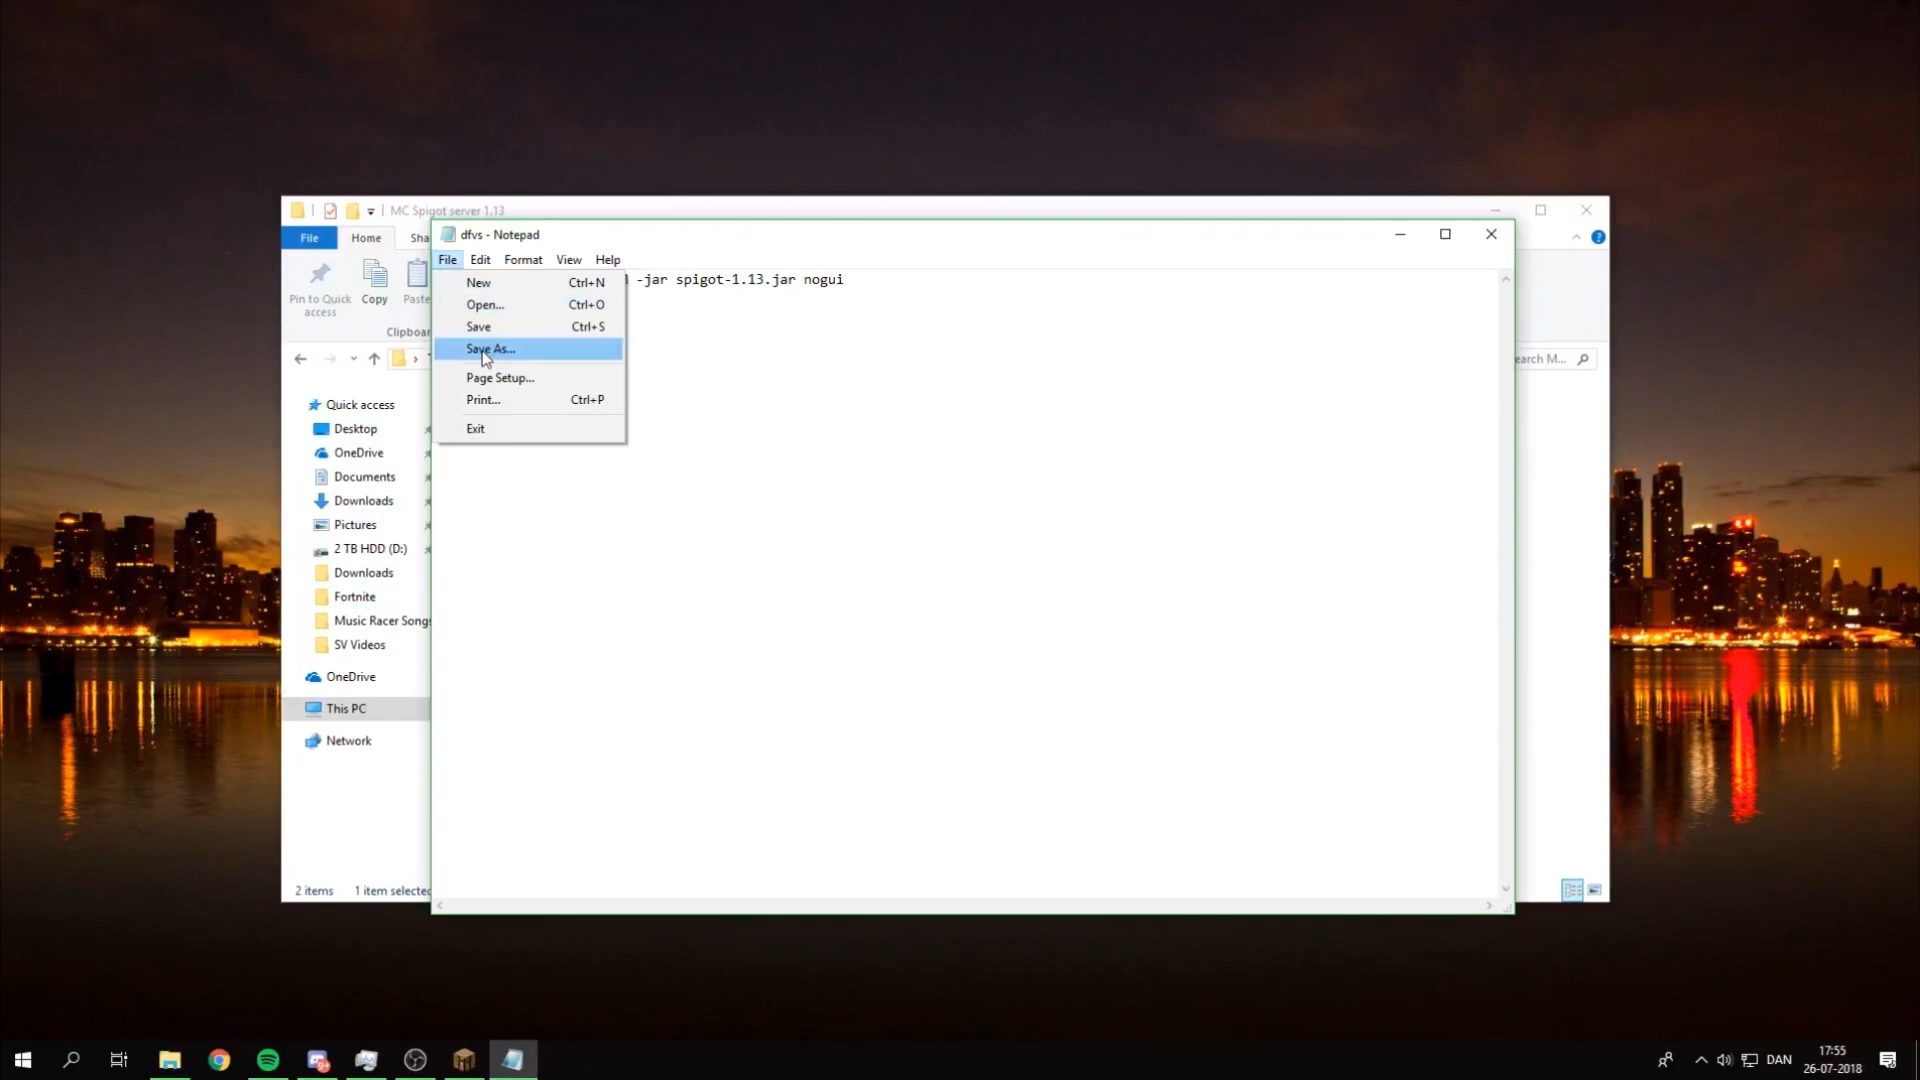 MC Spigot server 1.13
File
Home
Sha
Pin to Quick access
Copy
Paste
Clipboar
dfvs - Notepad
File Edit Format View Help
-jar spigot-1.13.jar nogui
New Ctrl+N
Open... Ctrl+O
Save Ctrl+S
Save As...
Page Setup...
Print... Ctrl+P
Exit
earch M...
Quick access
Desktop
OneDrive
Documents
Downloads
Pictures
2 TB HDD (D:)
Downloads
Fortnite
Music Racer Songs
SV Videos
OneDrive
This PC
Network
2 items 1 item selected
DAN
17:55
26-07-2018